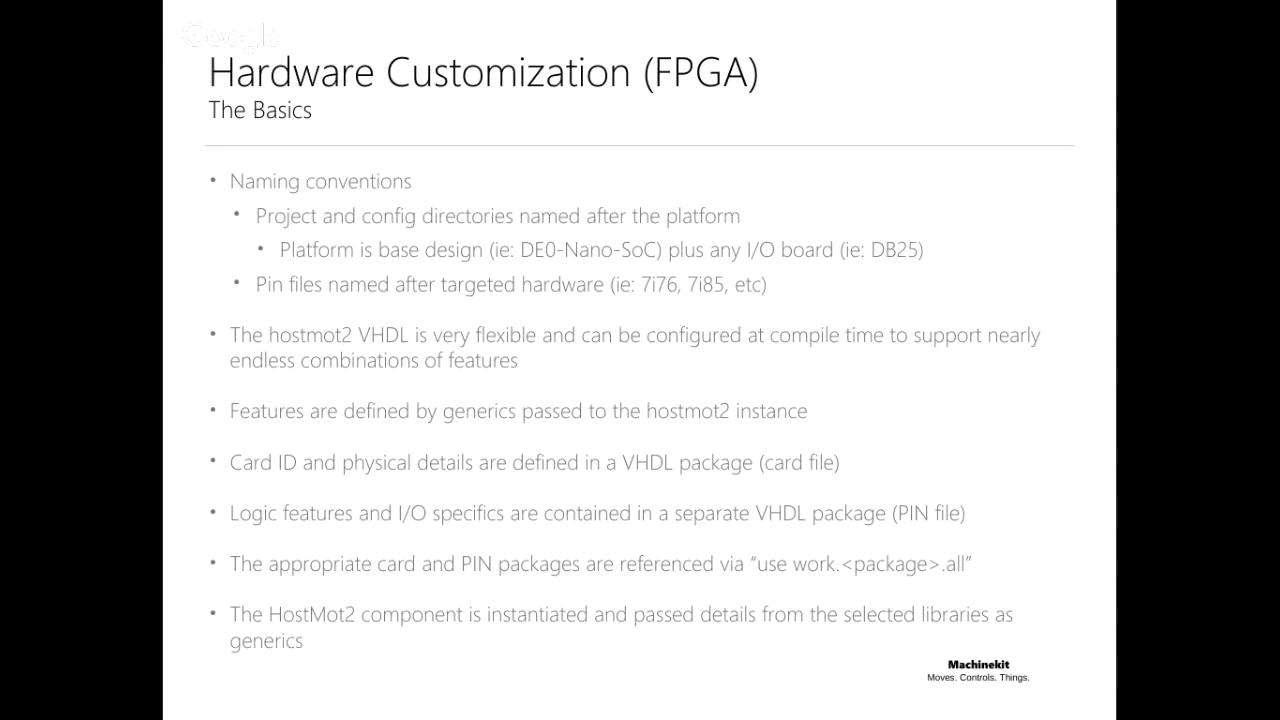 Google
Hardware Customization (FPGA)
The Basics
• Naming conventions
• Project and config directories named after the platform
• Platform is base design (ie: DE0-Nano-SoC) plus any I/O board (ie: DB25)
• Pin files named after targeted hardware (ie: 7i76, 7i85, etc)
• The hostmot2 VHDL is very flexible and can be configured at compile time to support nearly
endless combinations of features
• Features are defined by generics passed to the hostmot2 instance
• Card ID and physical details are defined in a VHDL package (card file)
• Logic features and I/O specifics are contained in a separate VHDL package (PIN file)
• The appropriate card and PIN packages are referenced via “use work.<package>.all”
• The HostMot2 component is instantiated and passed details from the selected libraries as
generics
Machinekit
Moves. Controls. Things.